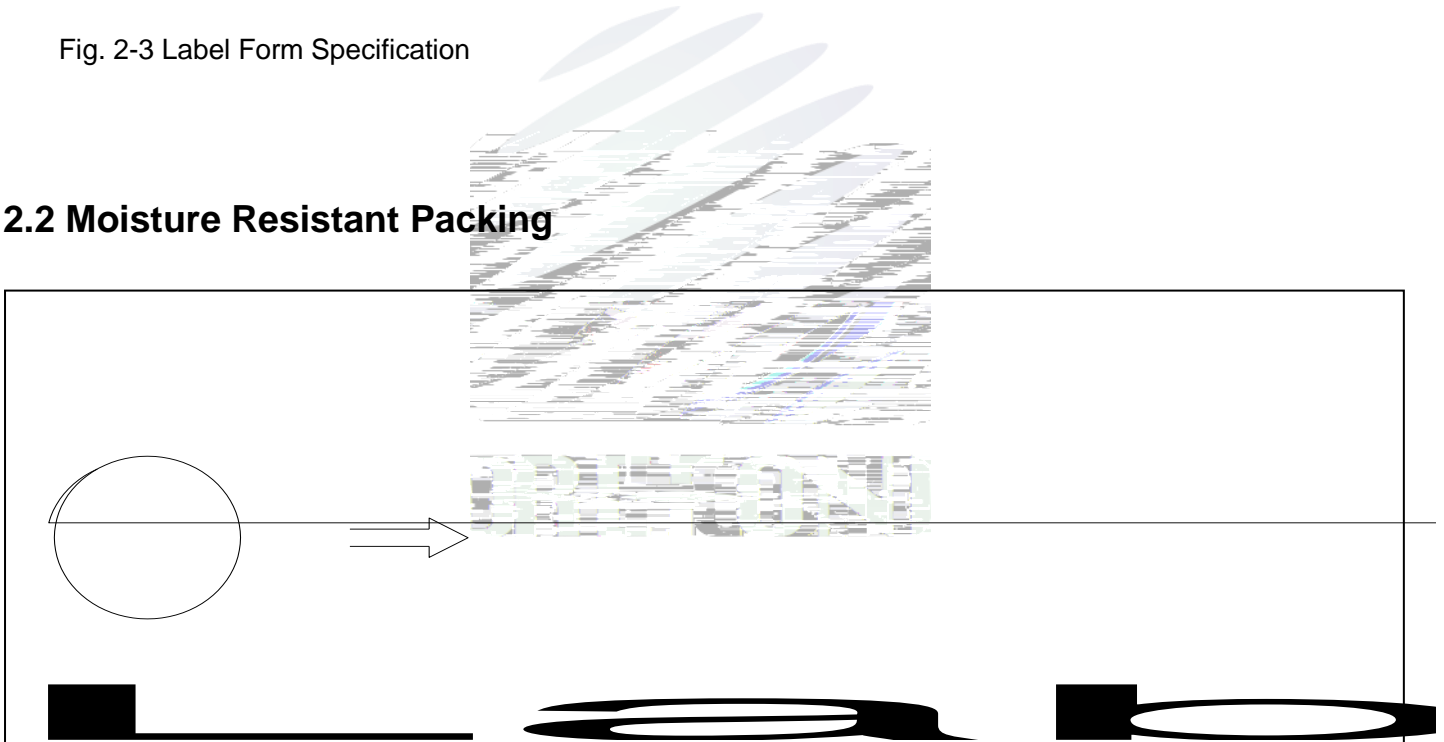 Fig. 2-3 Label Form Specification
2.2 Moisture Resistant Packing